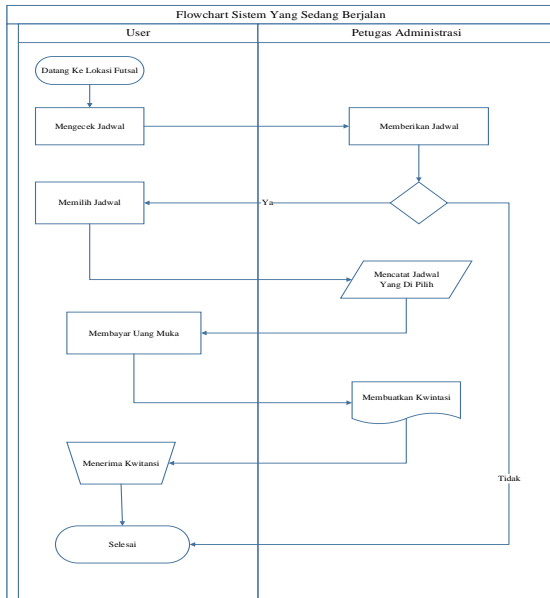 Flowchart Sistem Yang Sedang Berjalan
User
Petugas Administrasi
Datang Ke Lokasi Futsal
Mengecek Jadwal
Memberikan Jadwal
Memilih Jadwal
Ya
Mencatat Jadwal
Yang Di Pilih
Membayar Uang Muka
Membuatkan Kwintasi
Menerima Kwitansi
Tidak
Selesai